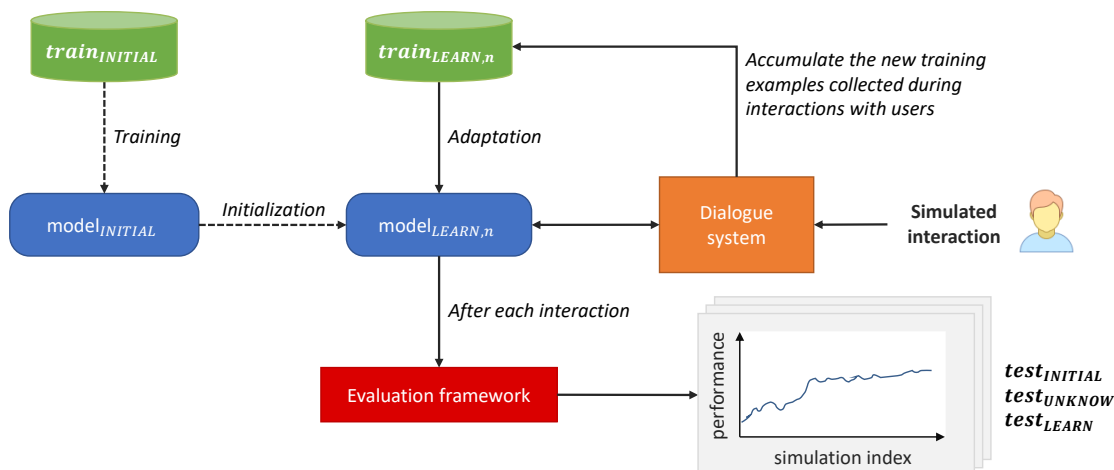 train_INITIAL
train_LEARN,n
Accumulate the new training
examples collected during
interactions with users
Training
Adaptation
model_INITIAL
Initialization
model_LEARN,n
Dialogue
system
Simulated
interaction
After each interaction
Evaluation framework
performance
simulation index
test_INITIAL
test_UNKNOW
test_LEARN